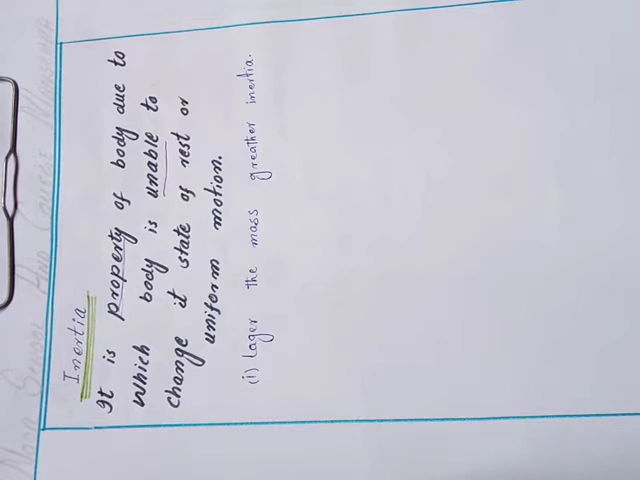 Inertia
It is property of body due to
which body is unable to
change it state of rest or
uniform motion.
(i) Lager the mass greather inertia.